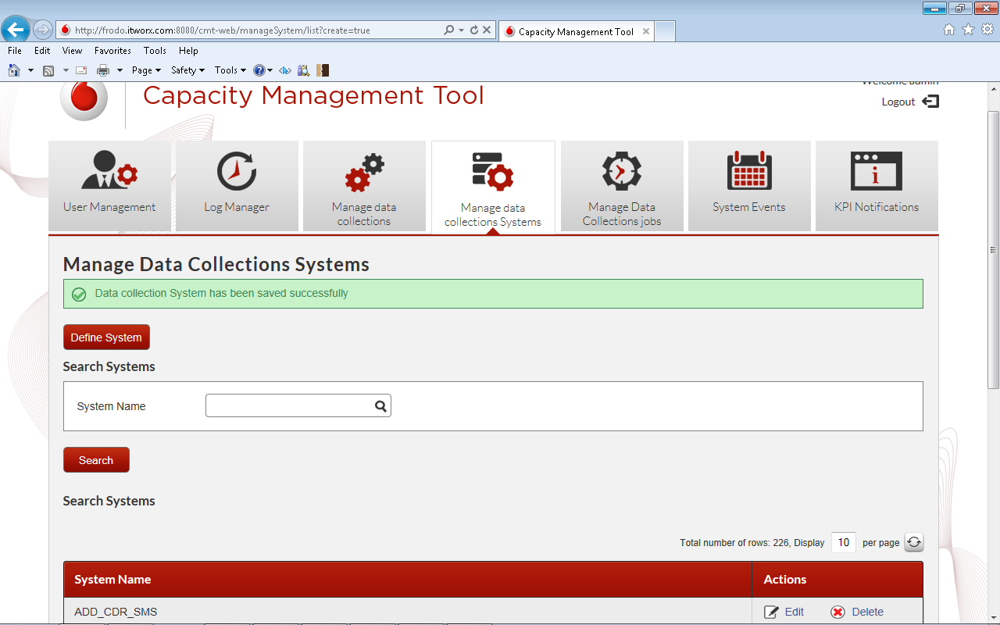 http://frodo.itworx.com:8080/cmt-web/manageSystem/list?create=true
Capacity Management Tool
File Edit View Favorites Tools Help
Page Safety Tools
Welcome admin
Capacity Management Tool
Logout
User Management
Log Manager
Manage data
collections
Manage data
collections Systems
Manage Data
Collections jobs
System Events
KPI Notifications
Manage Data Collections Systems
Data collection System has been saved successfully
Define System
Search Systems
System Name
Search
Search Systems
Total number of rows: 226, Display 10 per page
System Name Actions
ADD_CDR_SMS Edit Delete